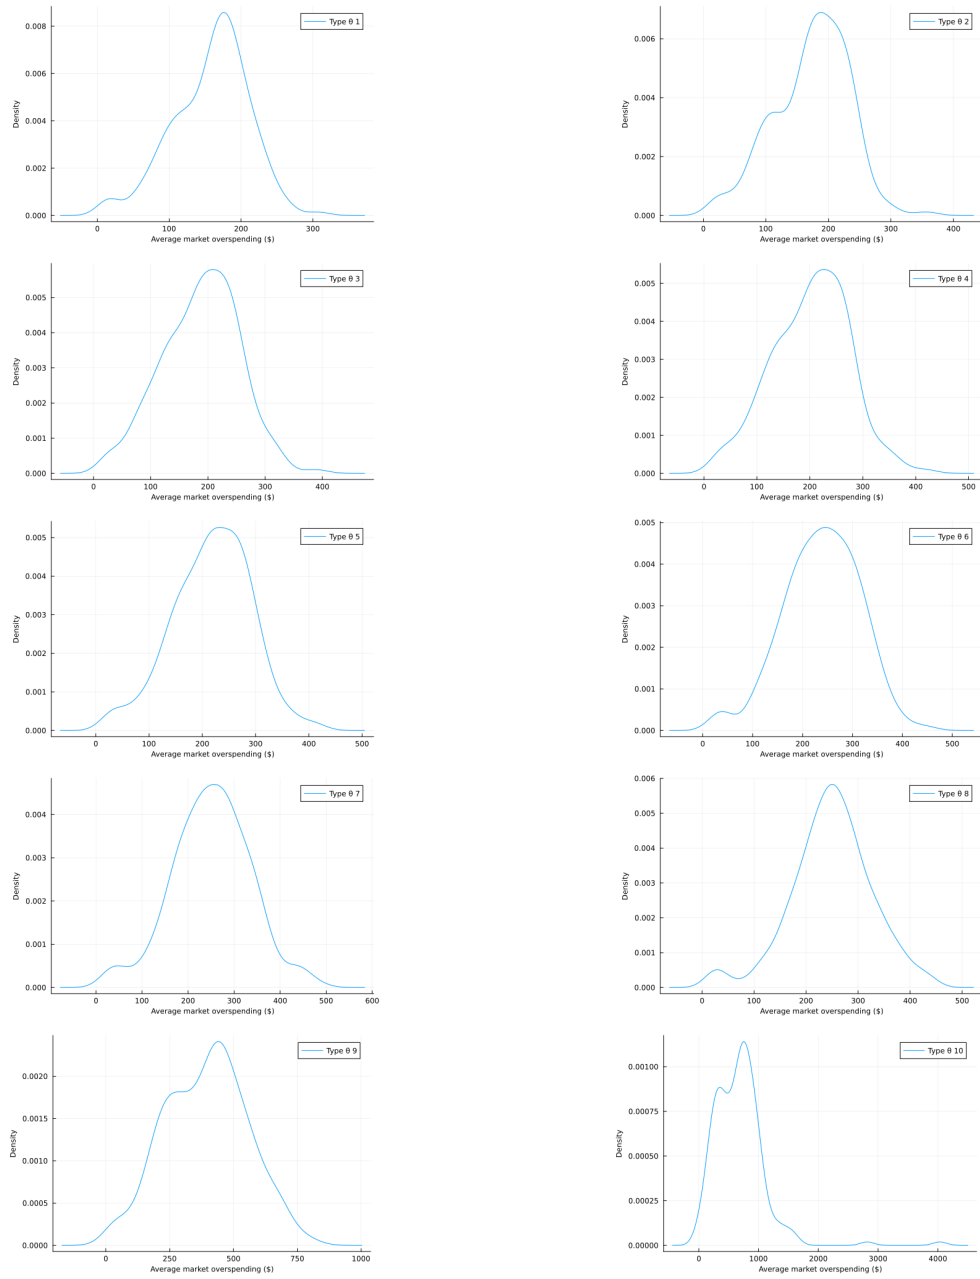 Type θ 1
0.008
0.006
0.004
0.002
0.000
Density
0 100 200 300
Average market overspending ($)
Type θ 2
0.006
0.004
0.002
0.000
Density
0 100 200 300 400
Average market overspending ($)
Type θ 3
0.005
0.004
0.003
0.002
0.001
0.000
Density
0 100 200 300 400
Average market overspending ($)
Type θ 4
0.005
0.004
0.003
0.002
0.001
0.000
Density
0 100 200 300 400 500
Average market overspending ($)
Type θ 5
0.005
0.004
0.003
0.002
0.001
0.000
Density
0 100 200 300 400 500
Average market overspending ($)
Type θ 6
0.005
0.004
0.003
0.002
0.001
0.000
Density
0 100 200 300 400 500
Average market overspending ($)
Type θ 7
0.004
0.003
0.002
0.001
0.000
Density
0 100 200 300 400 500 600
Average market overspending ($)
Type θ 8
0.006
0.005
0.004
0.003
0.002
0.001
0.000
Density
0 100 200 300 400 500
Average market overspending ($)
Type θ 9
0.0020
0.0015
0.0010
0.0005
0.0000
Density
0 250 500 750 1000
Average market overspending ($)
Type θ 10
0.00100
0.00075
0.00050
0.00025
0.00000
Density
0 1000 2000 3000 4000
Average market overspending ($)